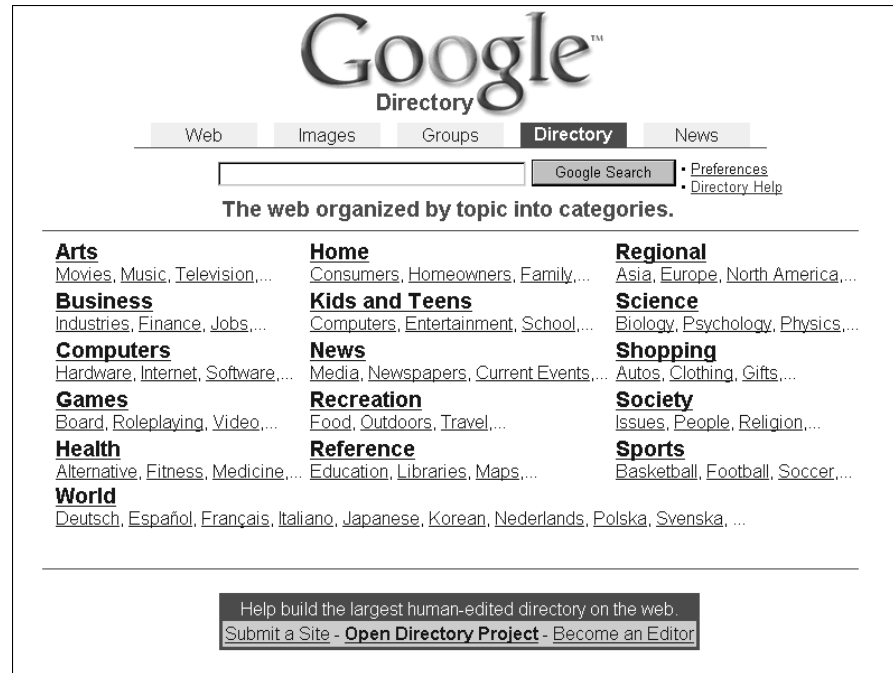 Google™
Directory
Web Images Groups Directory News
Google Search
• Preferences
• Directory Help
The web organized by topic into categories.
Arts
Movies, Music, Television,...
Home
Consumers, Homeowners, Family,...
Regional
Asia, Europe, North America,...
Business
Industries, Finance, Jobs,...
Kids and Teens
Computers, Entertainment, School,...
Science
Biology, Psychology, Physics,...
Computers
Hardware, Internet, Software,...
News
Media, Newspapers, Current Events,...
Shopping
Autos, Clothing, Gifts,...
Games
Board, Roleplaying, Video,...
Recreation
Food, Outdoors, Travel,...
Society
Issues, People, Religion,...
Health
Alternative, Fitness, Medicine,...
Reference
Education, Libraries, Maps,...
Sports
Basketball, Football, Soccer,...
World
Deutsch, Español, Français, Italiano, Japanese, Korean, Nederlands, Polska, Svenska, ...
Help build the largest human-edited directory on the web.
Submit a Site - Open Directory Project - Become an Editor